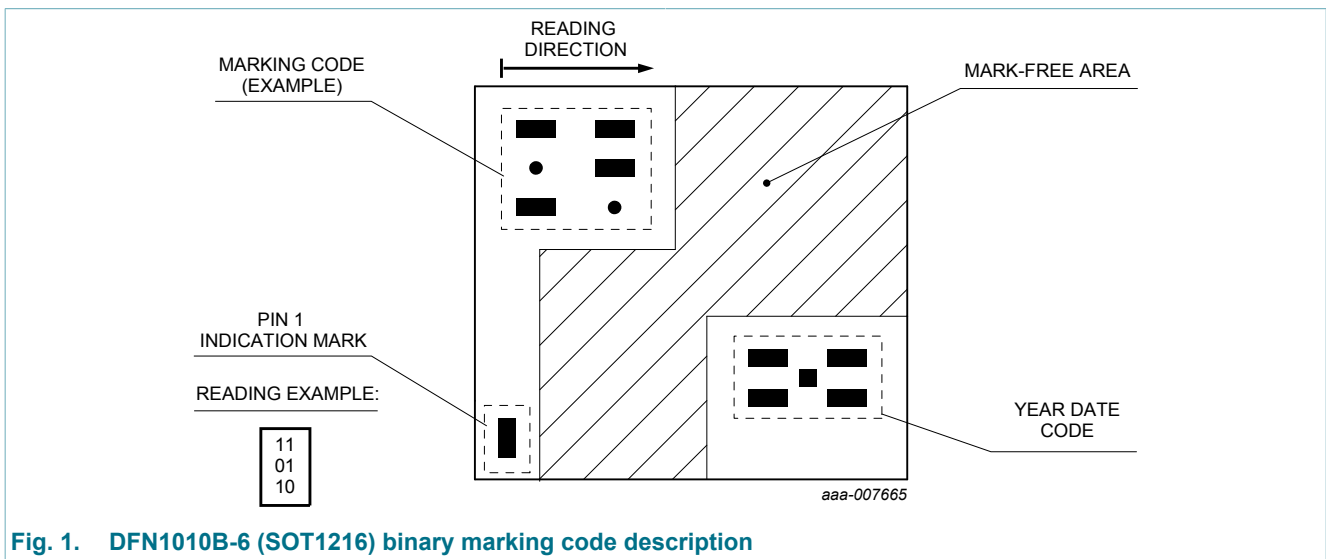 READING
DIRECTION
MARKING CODE
(EXAMPLE)
MARK-FREE AREA
PIN 1
INDICATION MARK
READING EXAMPLE:
11
01
10
YEAR DATE
CODE
aaa-007665
Fig. 1. DFN1010B-6 (SOT1216) binary marking code description